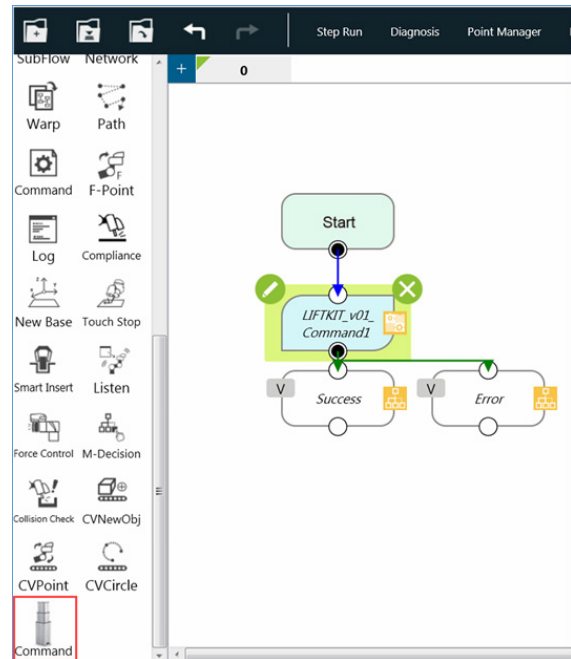 Step Run Diagnosis Point Manager
SubFlow Network
+ 0
Warp Path
Command F-Point
Log Compliance
New Base Touch Stop
Smart Insert Listen
Force Control M-Decision
Collision Check CVNewObj
CVPoint CVCircle
Command
Start
LIFTKIT_v01_
Command1
V Success
V Error